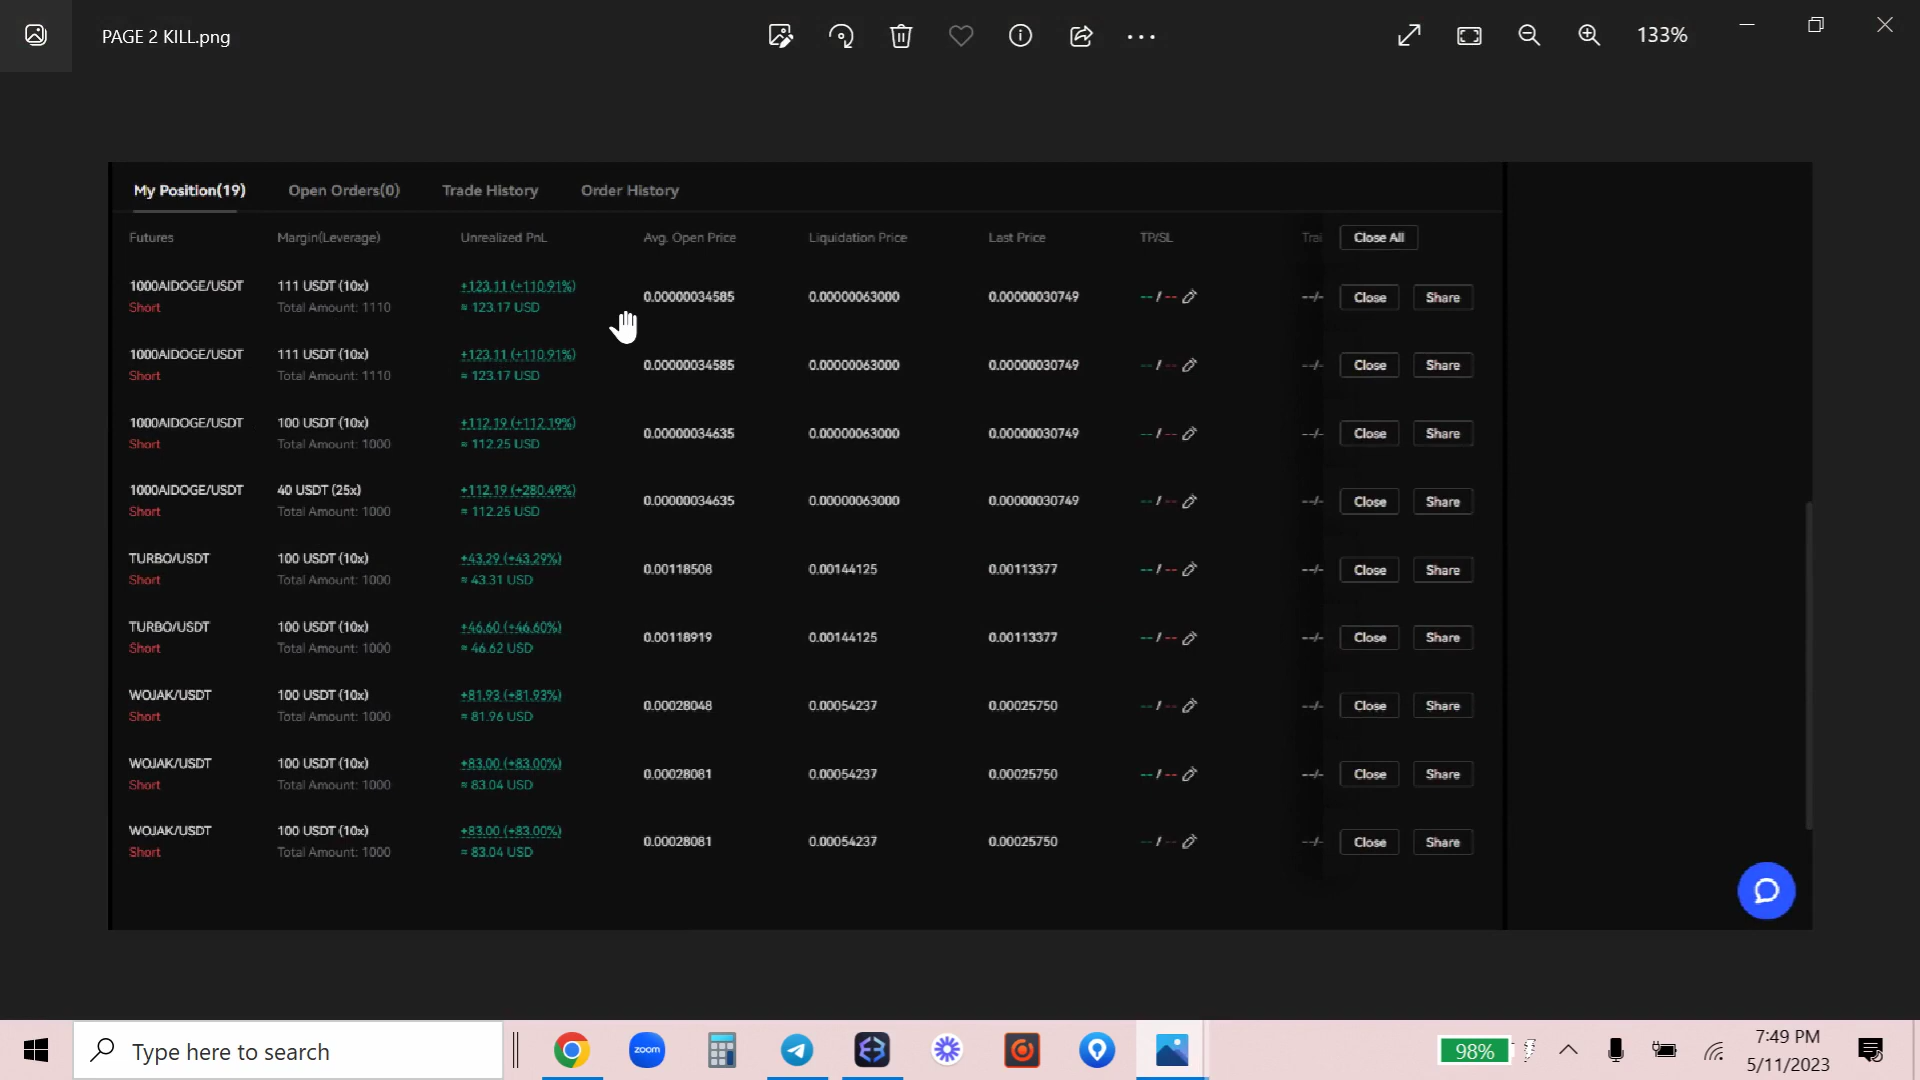 PAGE 2 KILL.png
133%
My Position(19) Open Orders(0) Trade History Order History
Futures Margin(Leverage) Unrealized PnL Avg. Open Price Liquidation Price Last Price TP/SL Trai Close All
1000AIDOGE/USDT 111 USDT (10x) +123.11 (+110.91%) 0.00000034585 0.00000063000 0.00000030749 -- / -- --/- Close Share
Short Total Amount: 1110 ≈ 123.17 USD
1000AIDOGE/USDT 111 USDT (10x) +123.11 (+110.91%) 0.00000034585 0.00000063000 0.00000030749 -- / -- --/- Close Share
Short Total Amount: 1110 ≈ 123.17 USD
1000AIDOGE/USDT 100 USDT (10x) +112.19 (+112.19%) 0.00000034635 0.00000063000 0.00000030749 -- / -- --/- Close Share
Short Total Amount: 1000 ≈ 112.25 USD
1000AIDOGE/USDT 40 USDT (25x) +112.19 (+280.49%) 0.00000034635 0.00000063000 0.00000030749 -- / -- --/- Close Share
Short Total Amount: 1000 ≈ 112.25 USD
TURBO/USDT 100 USDT (10x) +43.29 (+43.29%) 0.00118508 0.00144125 0.00113377 -- / -- --/- Close Share
Short Total Amount: 1000 ≈ 43.31 USD
TURBO/USDT 100 USDT (10x) +46.60 (+46.60%) 0.00118919 0.00144125 0.00113377 -- / -- --/- Close Share
Short Total Amount: 1000 ≈ 46.62 USD
WOJAK/USDT 100 USDT (10x) +81.93 (+81.93%) 0.00028048 0.00054237 0.00025750 -- / -- --/- Close Share
Short Total Amount: 1000 ≈ 81.96 USD
WOJAK/USDT 100 USDT (10x) +83.00 (+83.00%) 0.00028081 0.00054237 0.00025750 -- / -- --/- Close Share
Short Total Amount: 1000 ≈ 83.04 USD
WOJAK/USDT 100 USDT (10x) +83.00 (+83.00%) 0.00028081 0.00054237 0.00025750 -- / -- --/- Close Share
Short Total Amount: 1000 ≈ 83.04 USD
Type here to search
zoom
98%
7:49 PM
5/11/2023